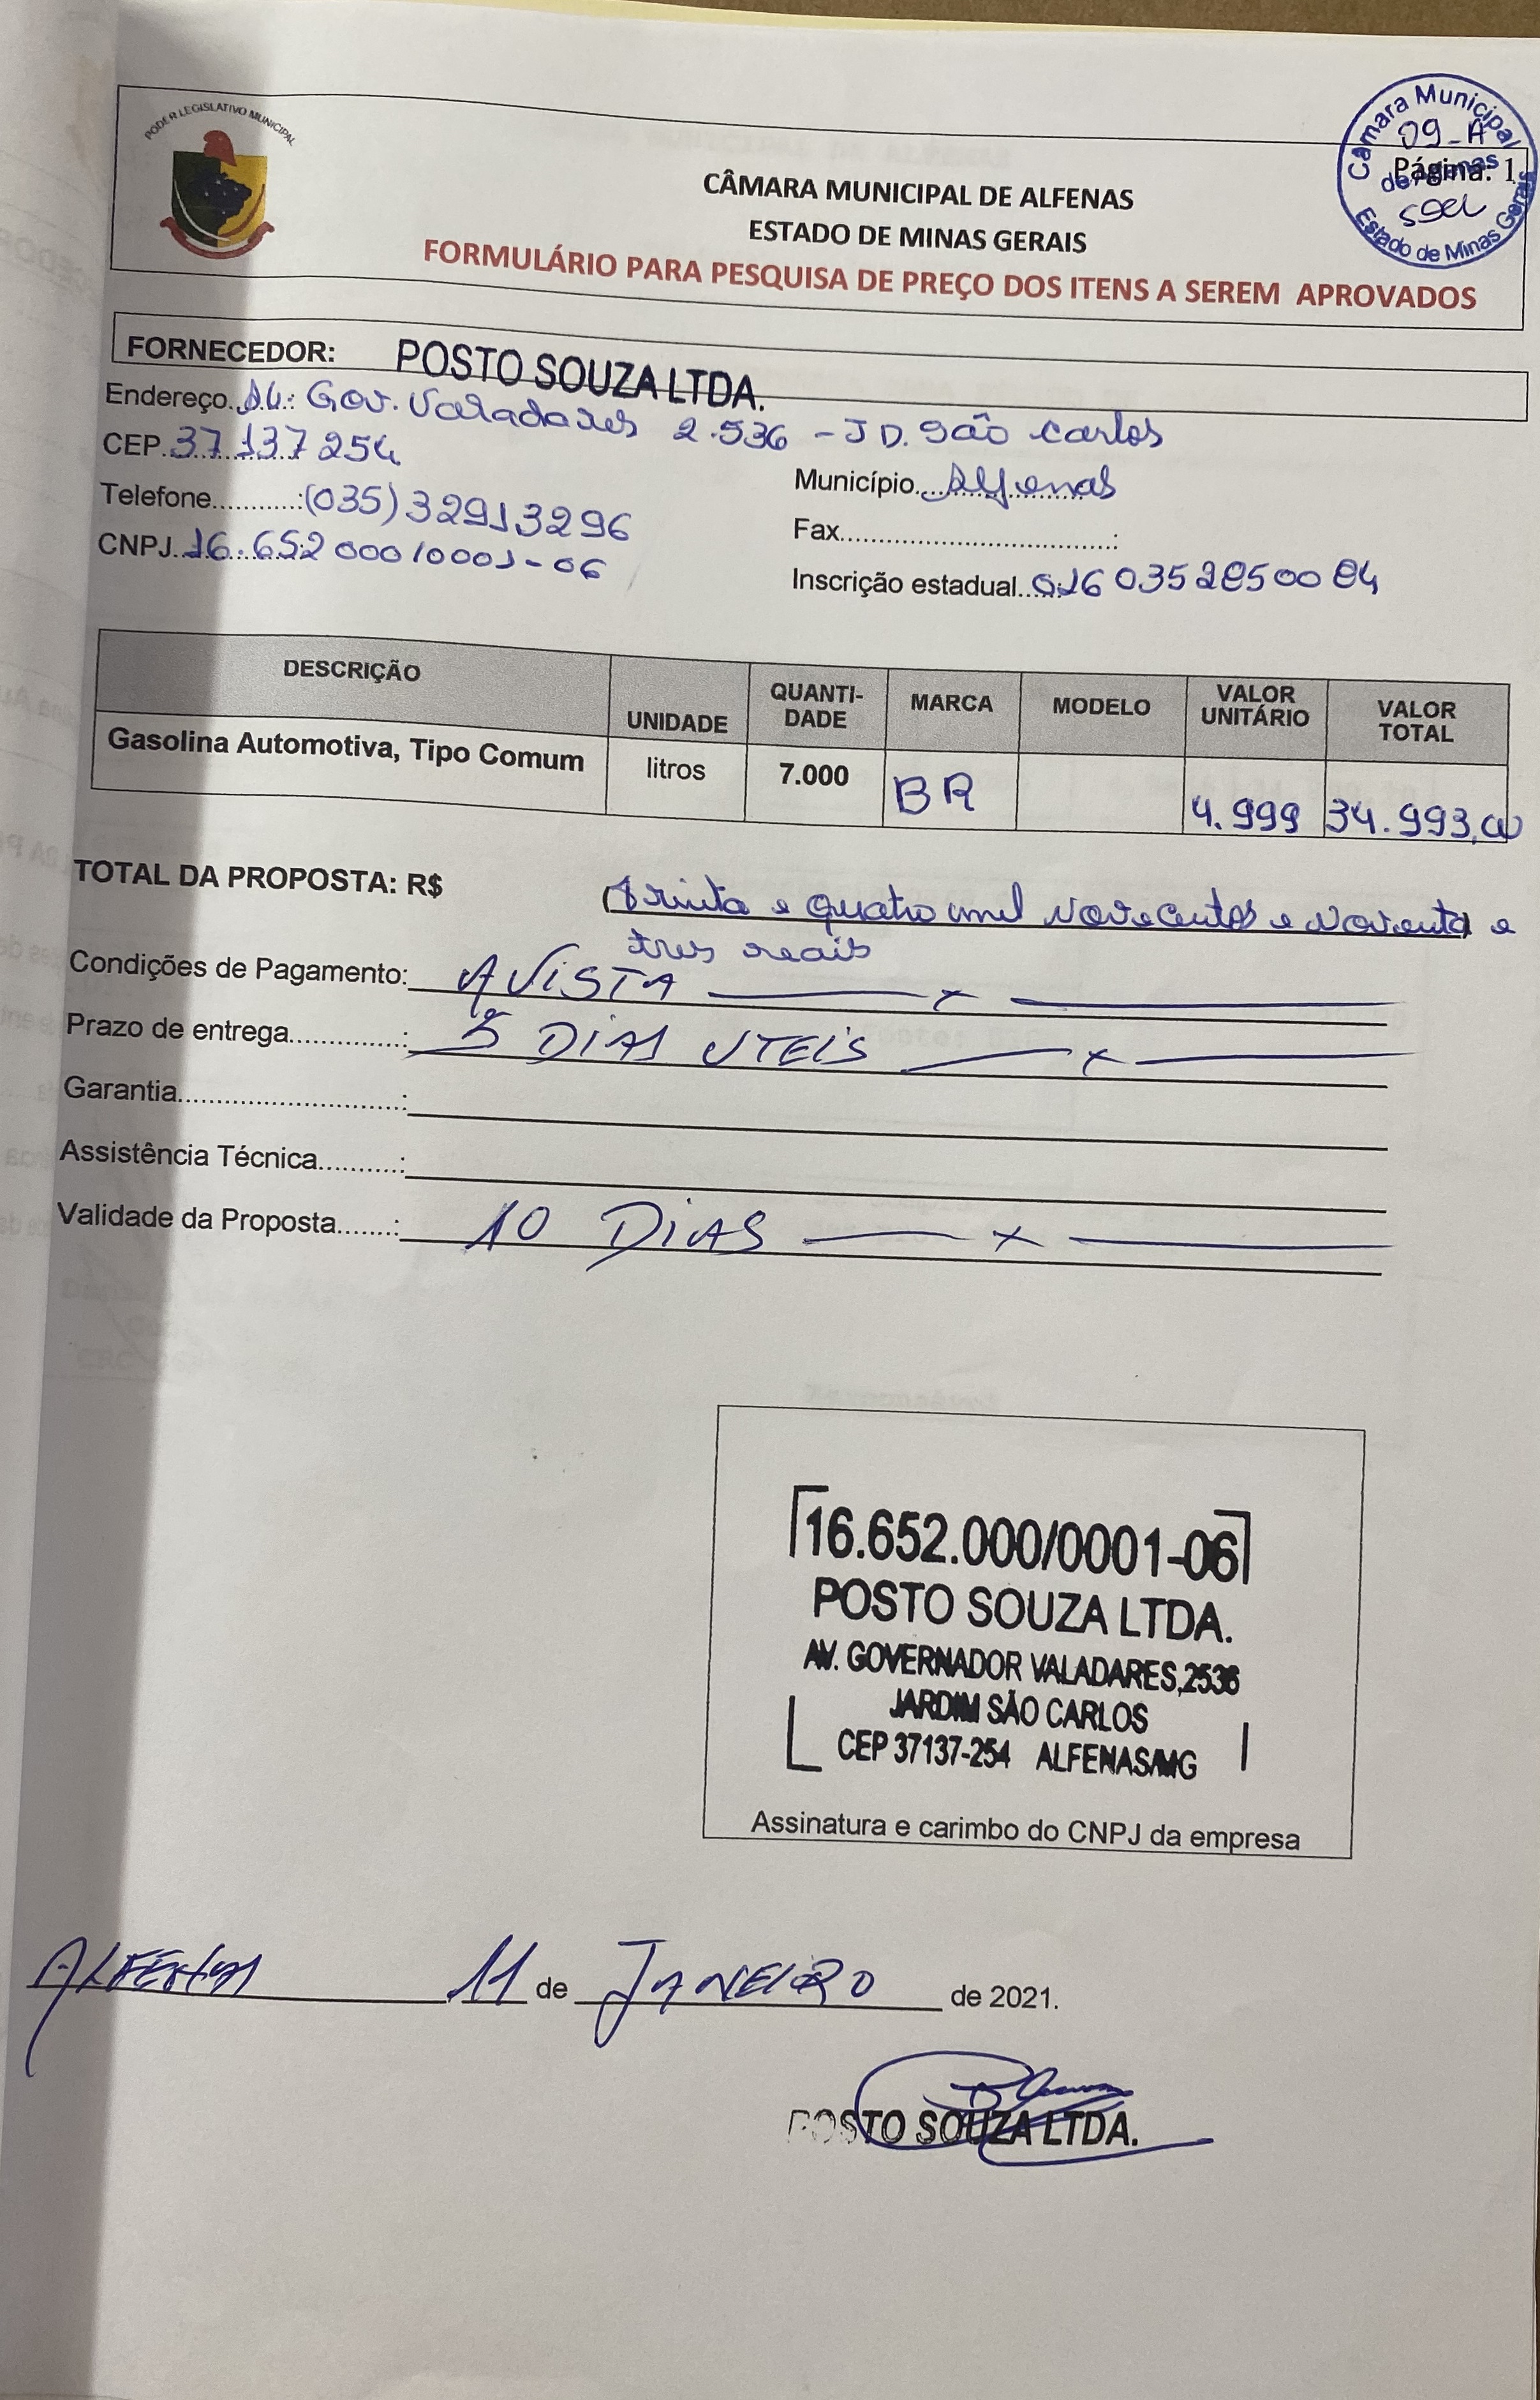 PODER LEGISLATIVO MUNICIPAL
CÂMARA MUNICIPAL DE ALFENAS
ESTADO DE MINAS GERAIS
FORMULÁRIO PARA PESQUISA DE PREÇO DOS ITENS A SEREM APROVADOS
Câmara Municipal
09-A
de Alfenas
Página: 1
Estado de Minas Gerais
FORNECEDOR: POSTO SOUZA LTDA.
Endereço..........: Gov. Valadares 2.536 - JD. São Carlos
CEP.............37137254
Município.....................Alfenas
Telefone............:(035) 32913296
Fax...................................:
CNPJ............16.652 000/0001-06
Inscrição estadual......: 0160352850084
DESCRIÇÃO UNIDADE QUANTI-DADE MARCA MODELO VALOR UNITÁRIO VALOR TOTAL
Gasolina Automotiva, Tipo Comum litros 7.000 BR 4.999 34.993,00
TOTAL DA PROPOSTA: R$ (trinta e quatro mil novecentos e noventa) e
tres reais
Condições de Pagamento: A VISTA
Prazo de entrega.............: 5 DIAS UTEIS
Garantia............................:
Assistência Técnica..........:
Validade da Proposta.......: 10 DIAS
16.652.000/0001-06
POSTO SOUZA LTDA.
AV. GOVERNADOR VALADARES,2536
JARDIM SÃO CARLOS
CEP 37137-254 ALFENAS/MG
Assinatura e carimbo do CNPJ da empresa
ALFENAS 11 de JANEIRO de 2021.
POSTO SOUZA LTDA.